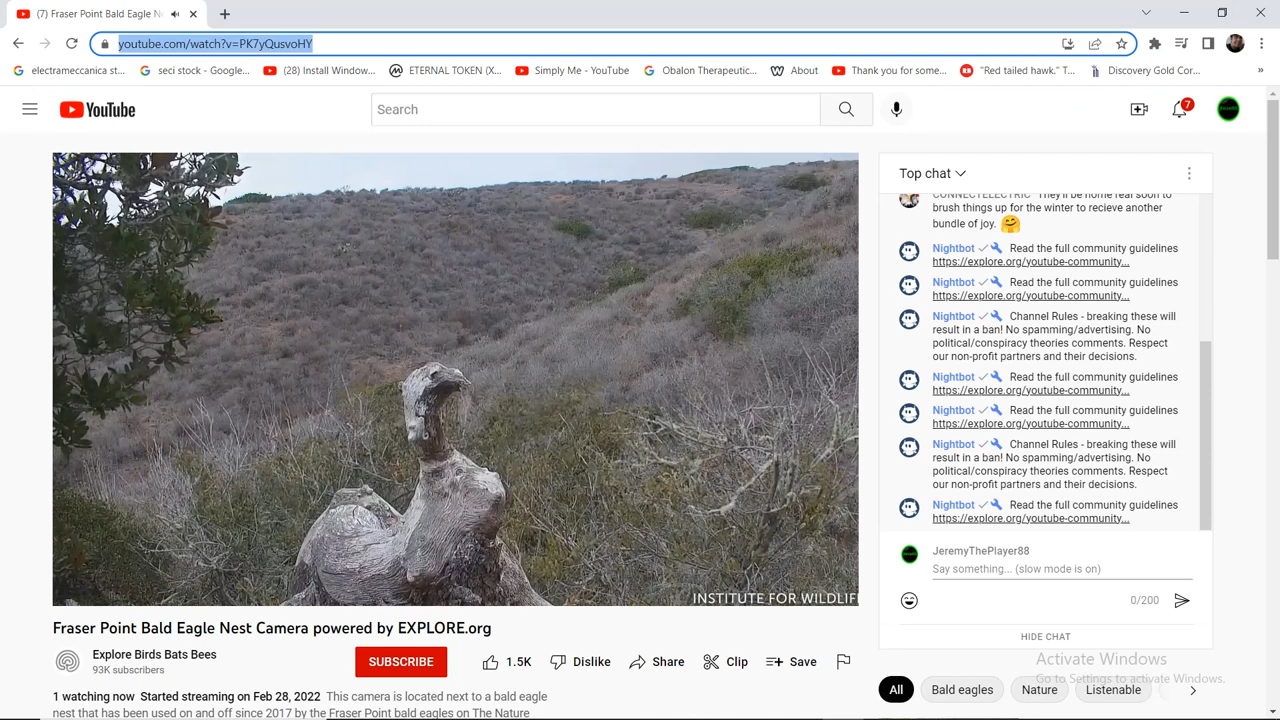 (7) Fraser Point Bald Eagle Ne
youtube.com/watch?v=PK7yQusvoHY
electrameccanica st...
seci stock - Google...
(28) Install Window...
ETERNAL TOKEN (X...
Simply Me - YouTube
Obalon Therapeutic...
About
Thank you for some...
"Red tailed hawk." T...
Discovery Gold Cor...
»
YouTube
Search
7
Top chat
CONNECTELECTRIC They'll be home real soon to
brush things up for the winter to recieve another
bundle of joy. 🤗
Nightbot Read the full community guidelines
https://explore.org/youtube-community...
Nightbot Read the full community guidelines
https://explore.org/youtube-community...
Nightbot Channel Rules - breaking these will
result in a ban! No spamming/advertising. No
political/conspiracy theories comments. Respect
our non-profit partners and their decisions.
Nightbot Read the full community guidelines
https://explore.org/youtube-community...
Nightbot Read the full community guidelines
https://explore.org/youtube-community...
Nightbot Channel Rules - breaking these will
result in a ban! No spamming/advertising. No
political/conspiracy theories comments. Respect
our non-profit partners and their decisions.
Nightbot Read the full community guidelines
https://explore.org/youtube-community...
JeremyThePlayer88
Say something... (slow mode is on)
0/200
HIDE CHAT
INSTITUTE FOR WILDLIF
Fraser Point Bald Eagle Nest Camera powered by EXPLORE.org
Explore Birds Bats Bees
93K subscribers
SUBSCRIBE
1.5K
Dislike
Share
Clip
Save
1 watching now Started streaming on Feb 28, 2022 This camera is located next to a bald eagle
nest that has been used on and off since 2017 by the Fraser Point bald eagles on The Nature
Activate Windows
Go to Settings to activate Windows.
All
Bald eagles
Nature
Listenable